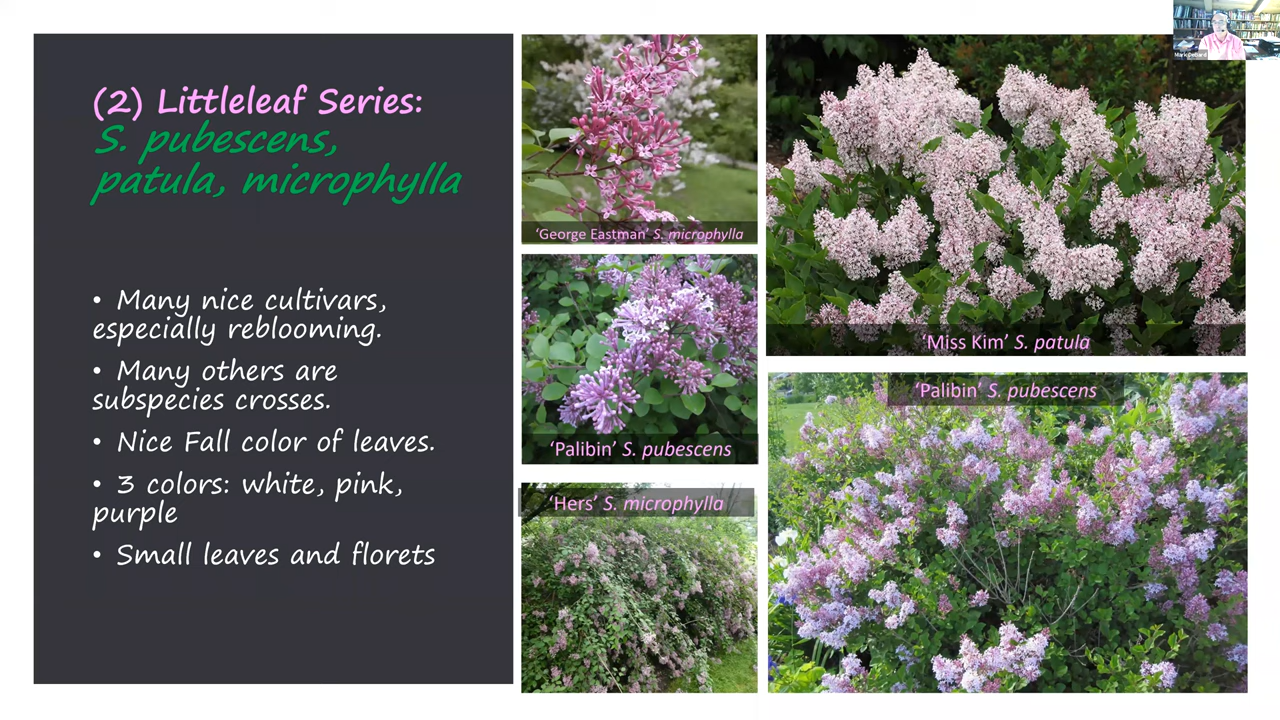 (2) Littleleaf Series:
S. pubescens,
patula, microphylla
• Many nice cultivars,
especially reblooming.
• Many others are
subspecies crosses.
• Nice Fall color of leaves.
• 3 colors: white, pink,
purple
• Small leaves and florets
‘George Eastman’ S. microphylla
‘Palibin’ S. pubescens
‘Hers’ S. microphylla
‘Miss Kim’ S. patula
‘Palibin’ S. pubescens